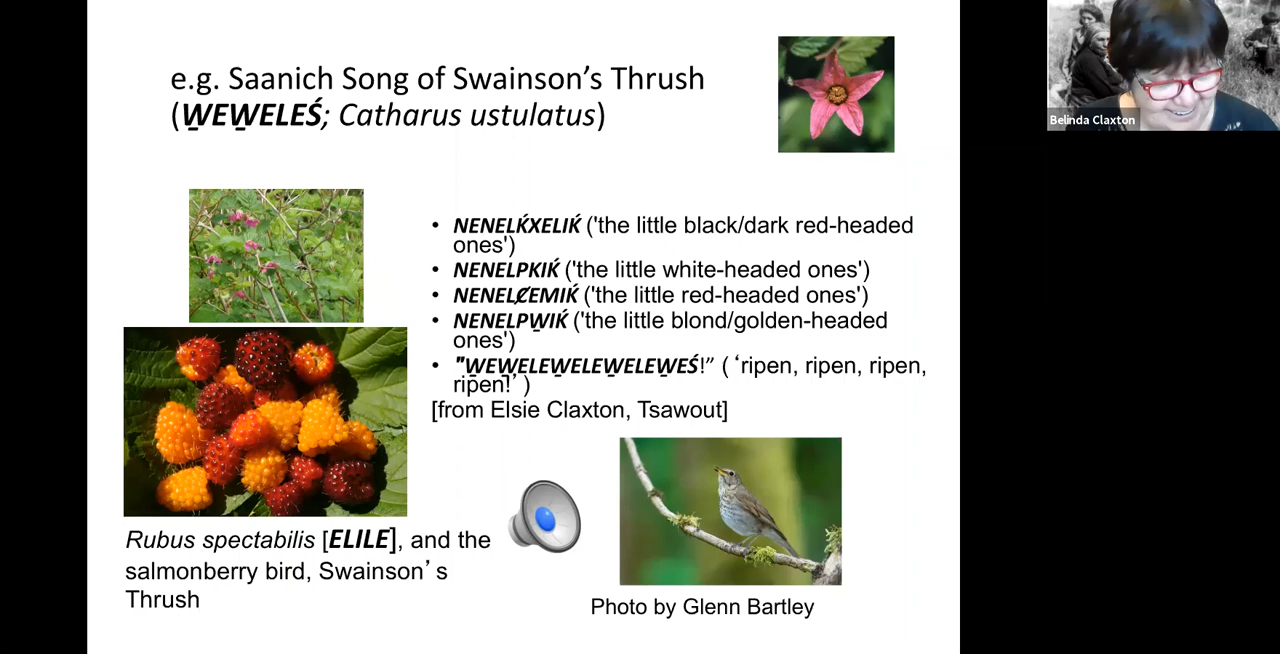 e.g. Saanich Song of Swainson’s Thrush
(W̱EW̱ELEŚ; Catharus ustulatus)
Belinda Claxton
• NENELḰXELIḰ ('the little black/dark red-headed
ones')
• NENELPKIḰ ('the little white-headed ones')
• NENELȻEMIḰ ('the little red-headed ones')
• NENELPW̱IḰ ('the little blond/golden-headed
ones')
• "W̱EW̱ELEW̱ELEW̱ELEW̱EŚ!” ( ‘ripen, ripen, ripen,
ripen!’ )
[from Elsie Claxton, Tsawout]
Rubus spectabilis [ELILE], and the
salmonberry bird, Swainson’s
Thrush
Photo by Glenn Bartley